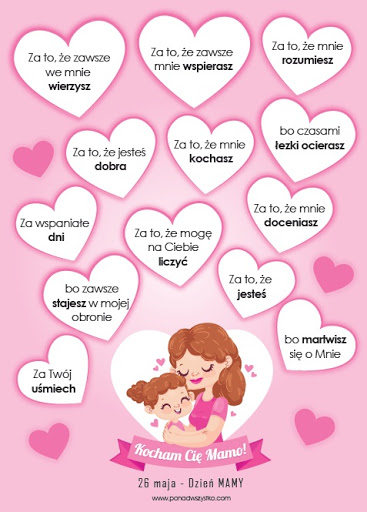 Za to, że zawsze
we mnie
wierzysz
Za to, że zawsze
mnie wspierasz
Za to, że mnie
rozumiesz
Za to, że jesteś
dobra
Za to, że mnie
kochasz
bo czasami
łezki ocierasz
Za wspaniałe
dni
Za to, że mogę
na Ciebie
liczyć
Za to, że mnie
doceniasz
bo zawsze
stajesz w mojej
obronie
Za to, że
jesteś
Za Twój
uśmiech
bo martwisz
się o Mnie
Kocham Cię Mamo!
26 maja - Dzień MAMY
www.ponadwszystko.com